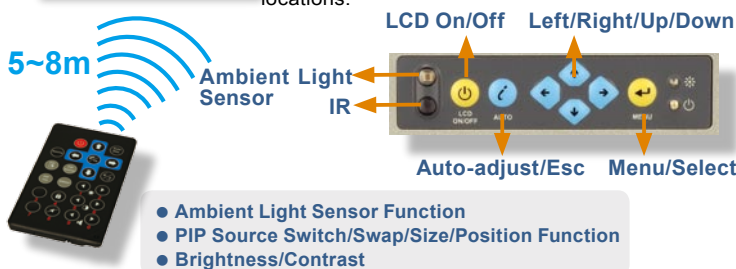 locations.
LCD On/Off Left/Right/Up/Down
5~8m
Ambient Light
Sensor
IR
LCD
ON/OFF
AUTO
MENU
Auto-adjust/Esc Menu/Select
● Ambient Light Sensor Function
● PIP Source Switch/Swap/Size/Position Function
● Brightness/Contrast